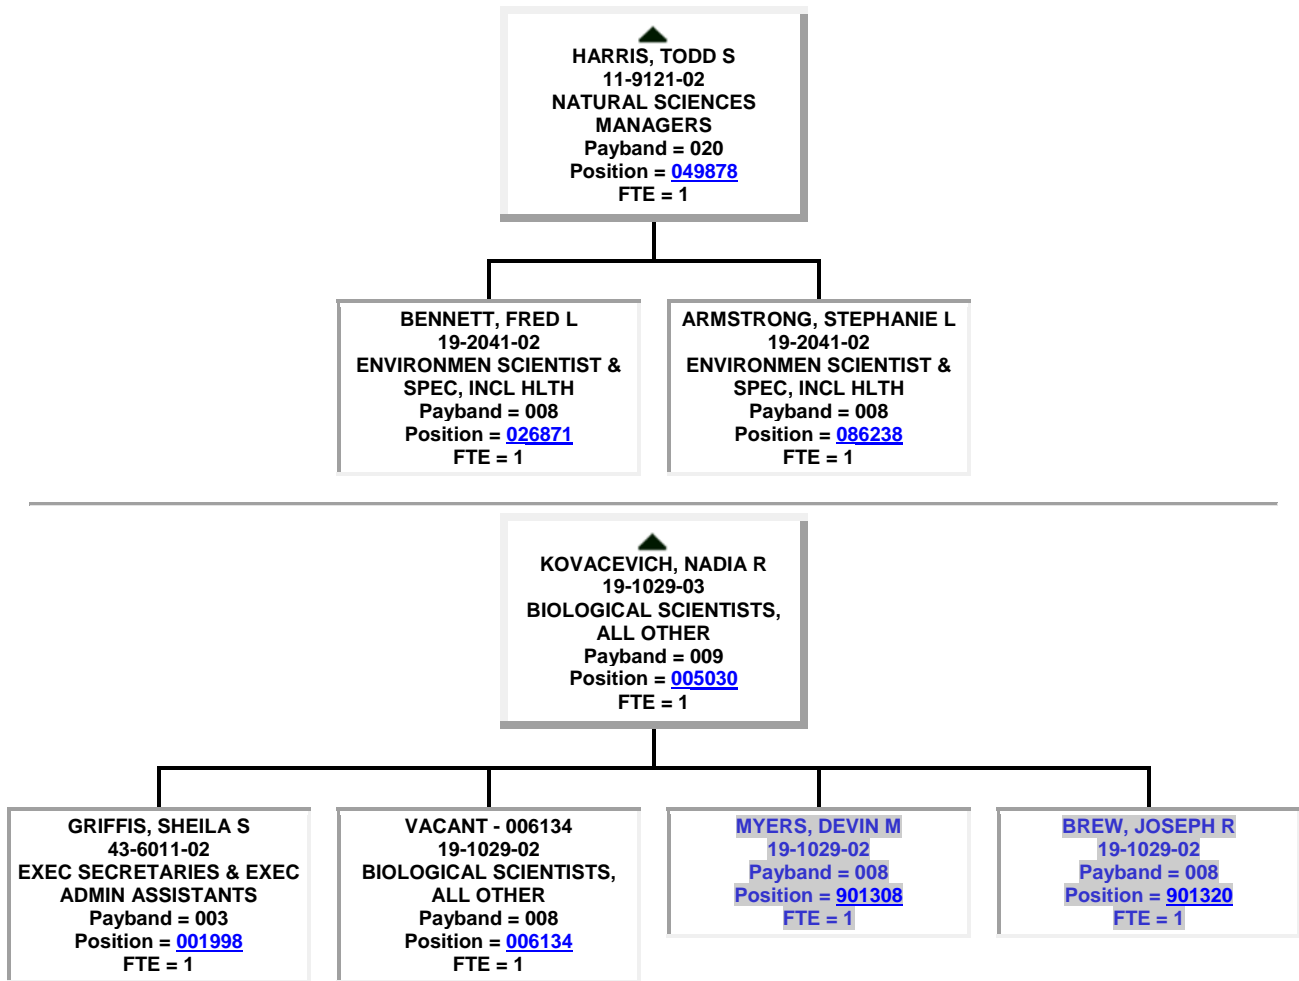 HARRIS, TODD S
11-9121-02
NATURAL SCIENCES
MANAGERS
Payband = 020
Position = 049878
FTE = 1
BENNETT, FRED L
19-2041-02
ENVIRONMEN SCIENTIST &
SPEC, INCL HLTH
Payband = 008
Position = 026871
FTE = 1
ARMSTRONG, STEPHANIE L
19-2041-02
ENVIRONMEN SCIENTIST &
SPEC, INCL HLTH
Payband = 008
Position = 086238
FTE = 1
KOVACEVICH, NADIA R
19-1029-03
BIOLOGICAL SCIENTISTS,
ALL OTHER
Payband = 009
Position = 005030
FTE = 1
GRIFFIS, SHEILA S
43-6011-02
EXEC SECRETARIES & EXEC
ADMIN ASSISTANTS
Payband = 003
Position = 001998
FTE = 1
VACANT - 006134
19-1029-02
BIOLOGICAL SCIENTISTS,
ALL OTHER
Payband = 008
Position = 006134
FTE = 1
MYERS, DEVIN M
19-1029-02
Payband = 008
Position = 901308
FTE = 1
BREW, JOSEPH R
19-1029-02
Payband = 008
Position = 901320
FTE = 1